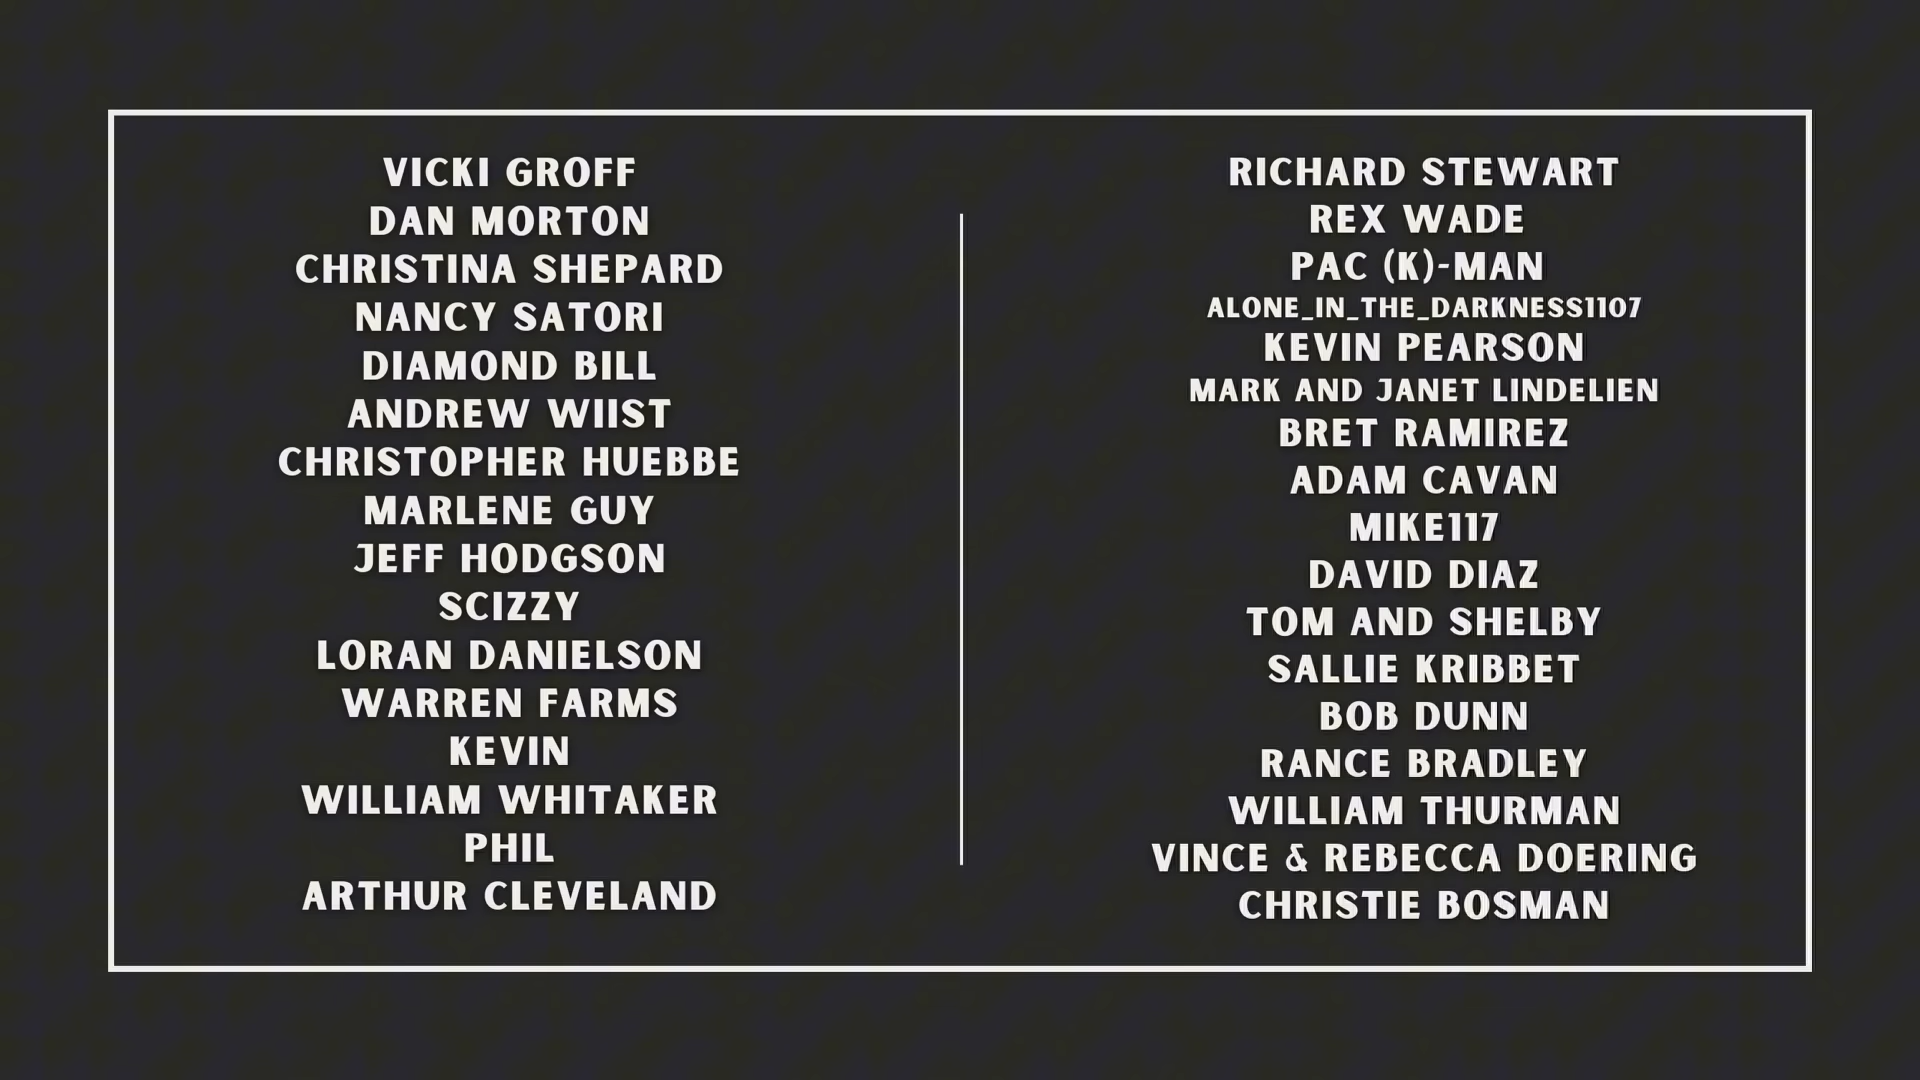 VICKI GROFF
DAN MORTON
CHRISTINA SHEPARD
NANCY SATORI
DIAMOND BILL
ANDREW WIIST
CHRISTOPHER HUEBBE
MARLENE GUY
JEFF HODGSON
SCIZZY
LORAN DANIELSON
WARREN FARMS
KEVIN
WILLIAM WHITAKER
PHIL
ARTHUR CLEVELAND
RICHARD STEWART
REX WADE
PAC (K)-MAN
ALONE_IN_THE_DARKNESS1107
KEVIN PEARSON
MARK AND JANET LINDELIEN
BRET RAMIREZ
ADAM CAVAN
MIKE117
DAVID DIAZ
TOM AND SHELBY
SALLIE KRIBBET
BOB DUNN
RANCE BRADLEY
WILLIAM THURMAN
VINCE & REBECCA DOERING
CHRISTIE BOSMAN